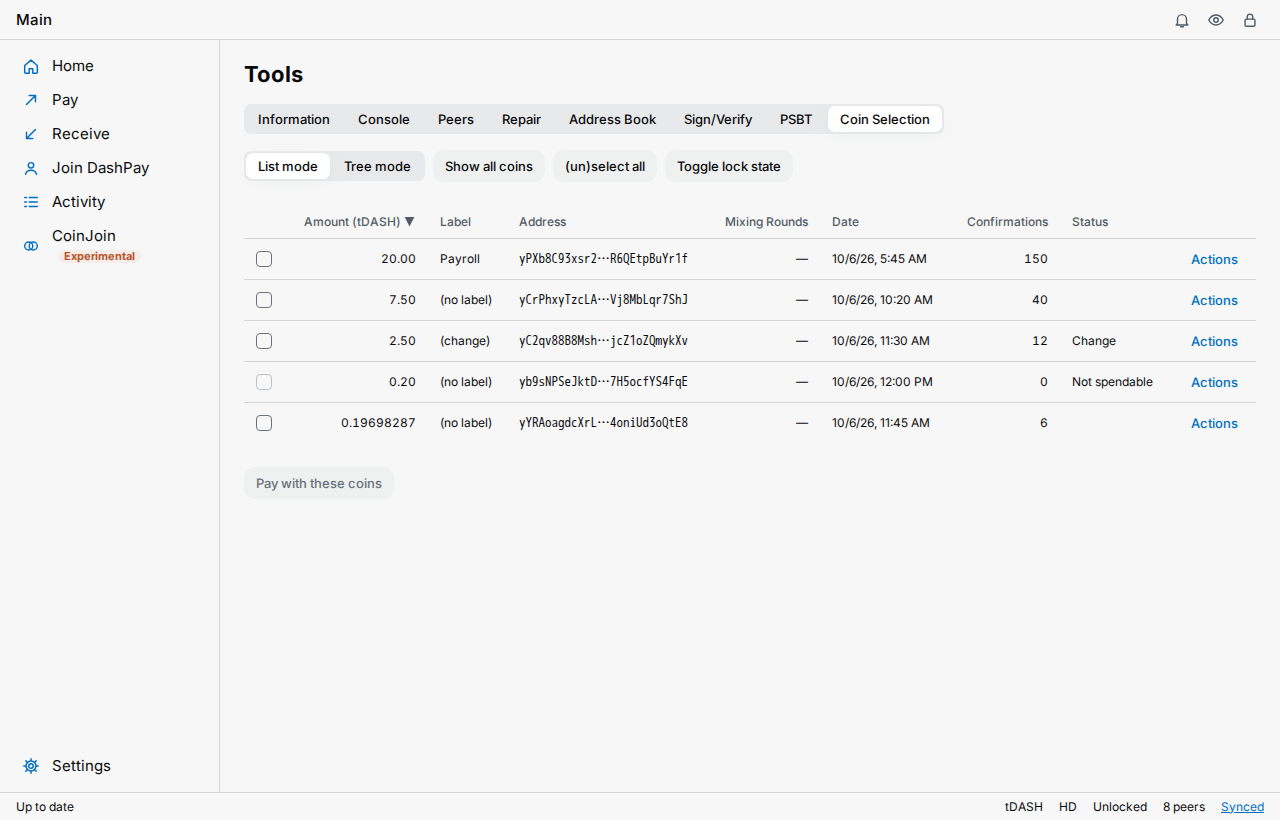 Main
Home
Pay
Receive
Join DashPay
Activity
CoinJoin
Experimental
Settings
Tools
Information Console Peers Repair Address Book Sign/Verify PSBT Coin Selection
List mode Tree mode Show all coins (un)select all Toggle lock state
Amount (tDASH) ▼ Label Address Mixing Rounds Date Confirmations Status
20.00 Payroll yPXb8C93xsr2···R6QEtpBuYr1f — 10/6/26, 5:45 AM 150 Actions
7.50 (no label) yCrPhxyTzcLA···Vj8MbLqr7ShJ — 10/6/26, 10:20 AM 40 Actions
2.50 (change) yC2qv88B8Msh···jcZ1oZQmykXv — 10/6/26, 11:30 AM 12 Change Actions
0.20 (no label) yb9sNPSeJktD···7H5ocfYS4FqE — 10/6/26, 12:00 PM 0 Not spendable Actions
0.19698287 (no label) yYRAoagdcXrL···4oniUd3oQtE8 — 10/6/26, 11:45 AM 6 Actions
Pay with these coins
Up to date tDASH HD Unlocked 8 peers Synced